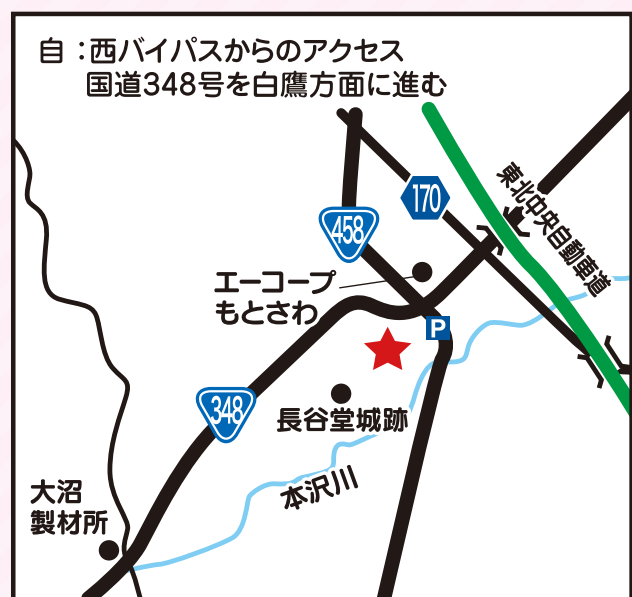 自：西バイパスからのアクセス
国道348号を白鷹方面に進む
東北中央自動車道
170
458
エーコープ
もとさわ
P
348
長谷堂城跡
本沢川
大沼
製材所